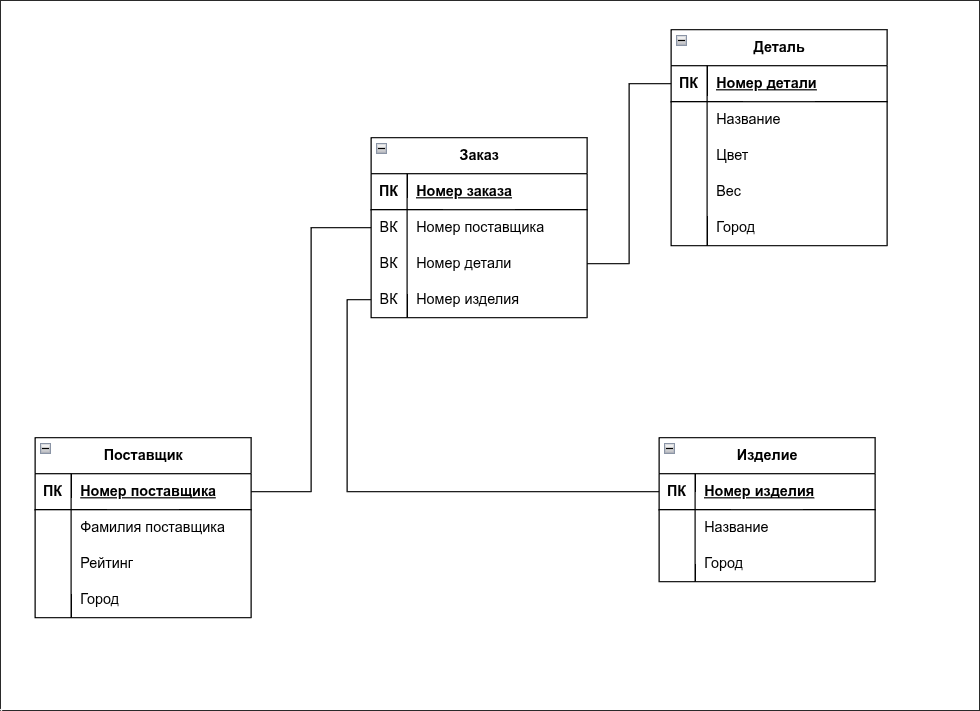 Деталь
ПК Номер детали
Название
Цвет
Вес
Город
Заказ
ПК Номер заказа
ВК Номер поставщика
ВК Номер детали
ВК Номер изделия
Поставщик
ПК Номер поставщика
Фамилия поставщика
Рейтинг
Город
Изделие
ПК Номер изделия
Название
Город